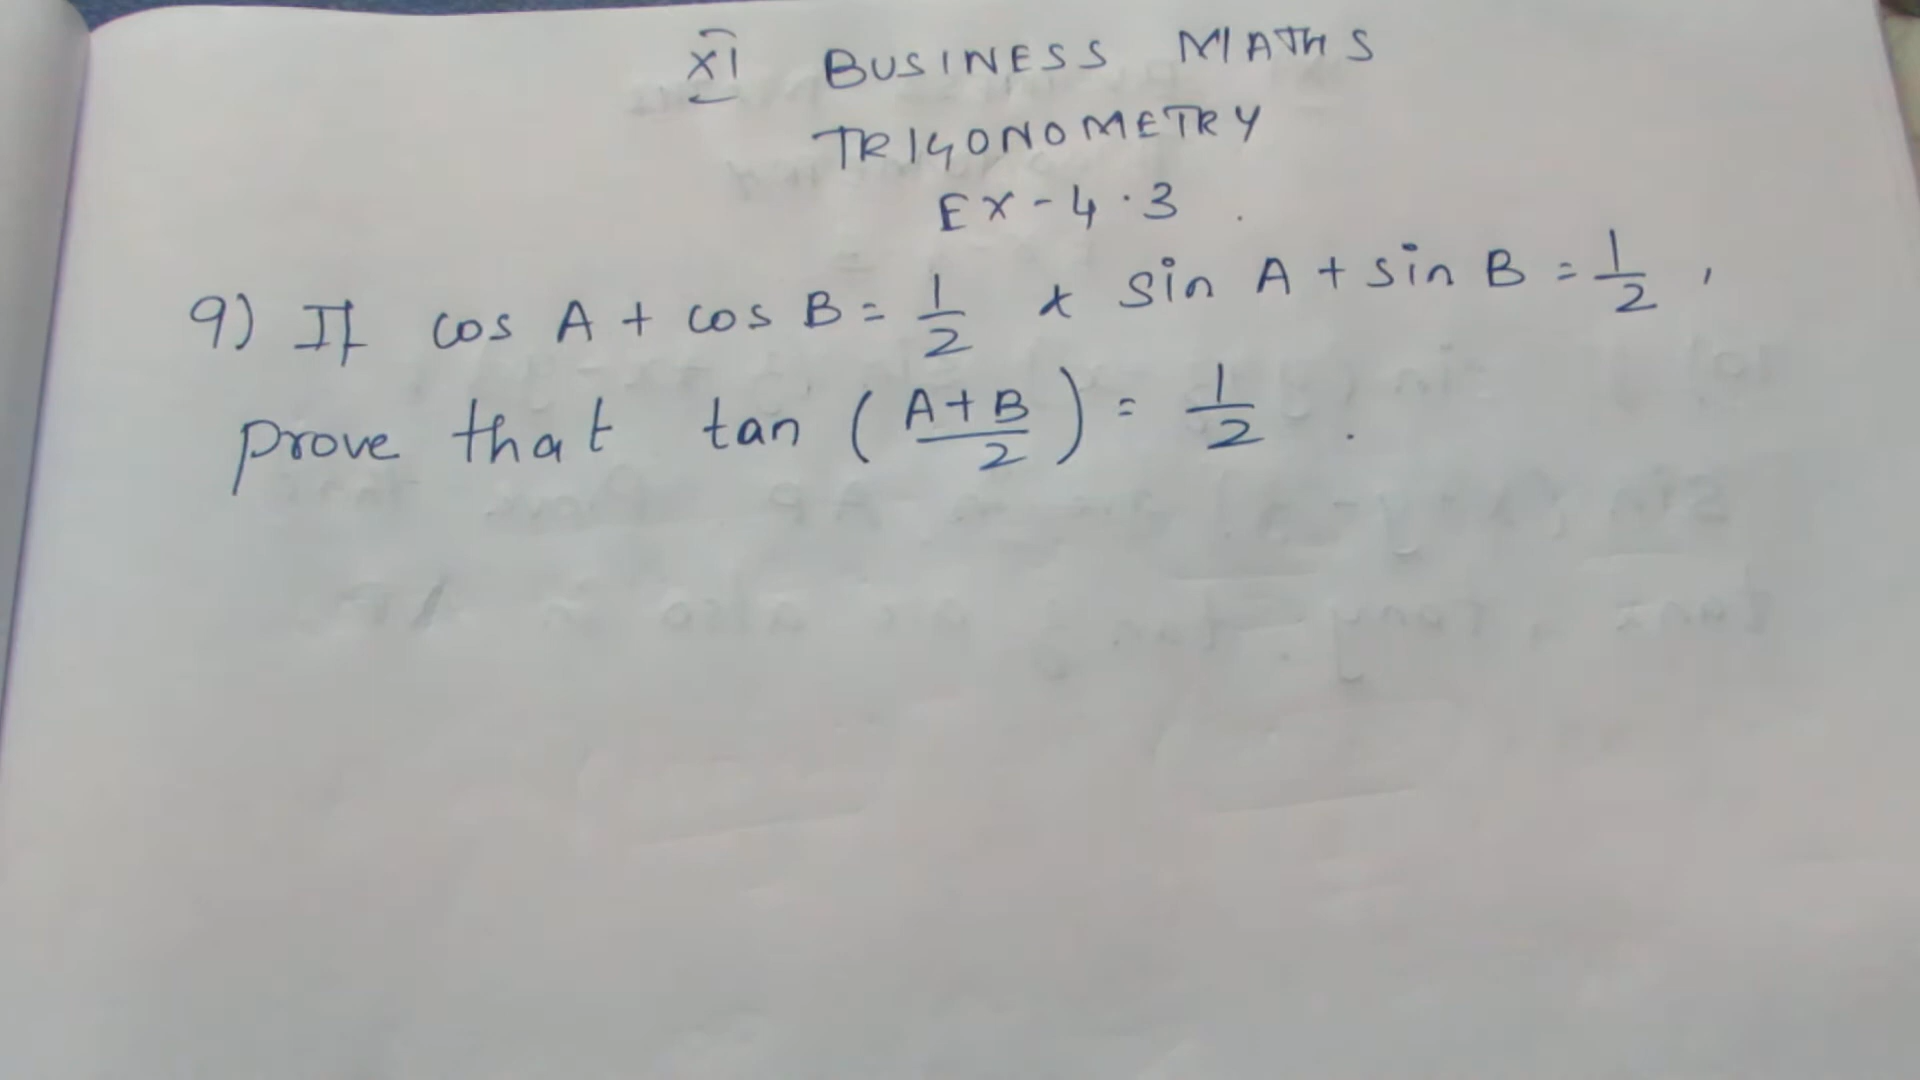 XI BUSINESS MATHS
TRIGONOMETRY
EX-4.3.
9) If cos A + cos B = 1/2 & sin A + sin B = 1/2,
prove that tan (A+B/2) = 1/2.